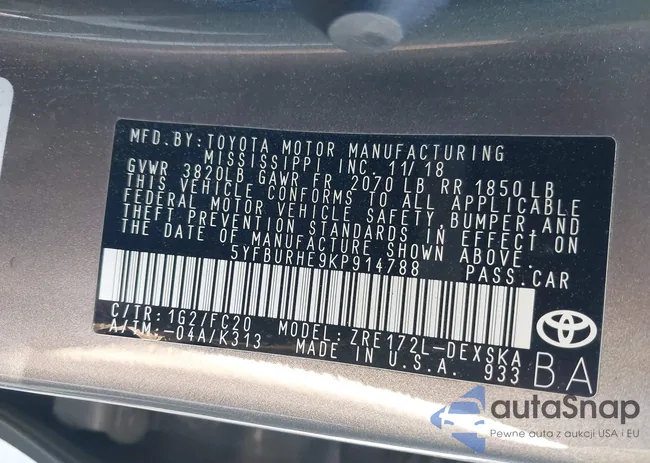 MFD.BY:TOYOTA MOTOR MANUFACTURING
MISSISSIPPI INC. 11/18
GVWR 3820LB GAWR FR 2070 LB RR 1850LB
THIS VEHICLE CONFORMS TO ALL APPLICABLE
FEDERAL MOTOR VEHICLE SAFETY, BUMPER, AND
THEFT PREVENTION STANDARDS IN EFFECT ON
THE DATE OF MANUFACTURE SHOWN ABOVE.
5YFBURHE9KP914788 PASS.CAR
C/TR:1G2/FC20 MODEL:ZRE172L-DEXSKA
A/TM:-04A/K313 MADE IN U.S.A. 933
BA
autaSnap
Pewne auta z aukcji USA i EU